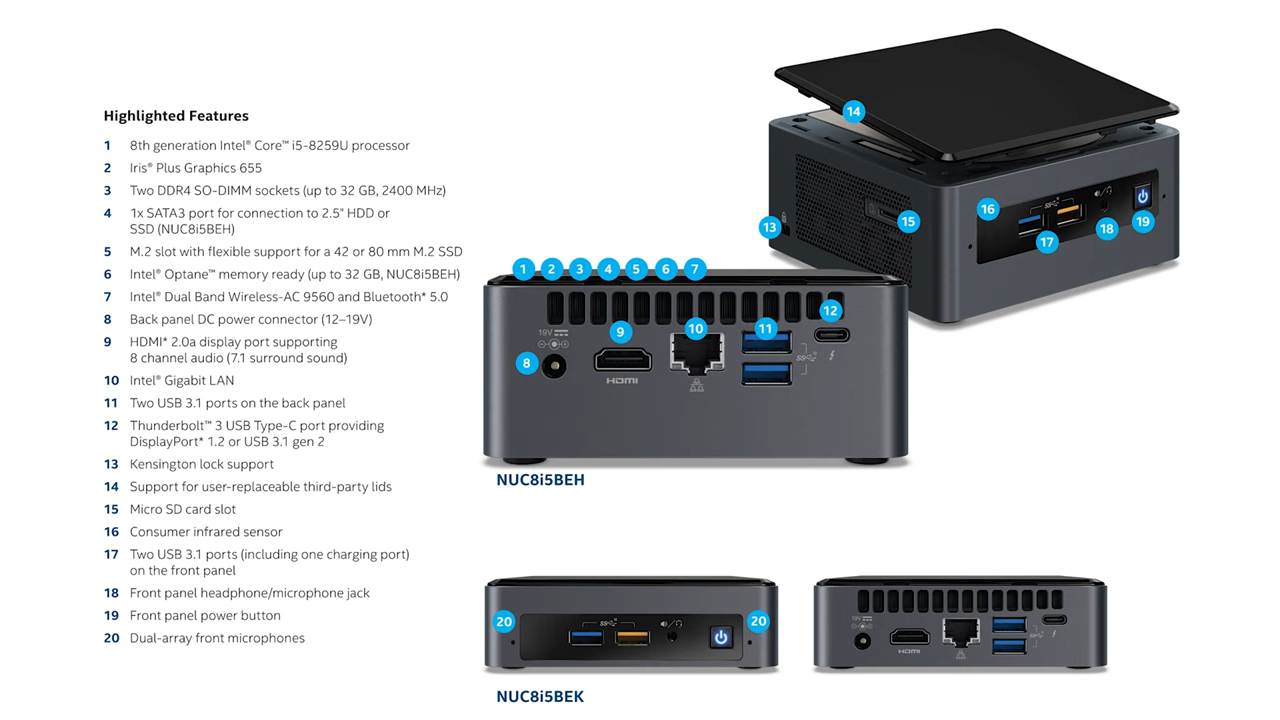 Highlighted Features
1 8th generation Intel® Core™ i5-8259U processor
2 Iris® Plus Graphics 655
3 Two DDR4 SO-DIMM sockets (up to 32 GB, 2400 MHz)
4 1x SATA3 port for connection to 2.5" HDD or
SSD (NUC8i5BEH)
5 M.2 slot with flexible support for a 42 or 80 mm M.2 SSD
6 Intel® Optane™ memory ready (up to 32 GB, NUC8i5BEH)
7 Intel® Dual Band Wireless-AC 9560 and Bluetooth* 5.0
8 Back panel DC power connector (12–19V)
9 HDMI* 2.0a display port supporting
8 channel audio (7.1 surround sound)
10 Intel® Gigabit LAN
11 Two USB 3.1 ports on the back panel
12 Thunderbolt™ 3 USB Type-C port providing
DisplayPort* 1.2 or USB 3.1 gen 2
13 Kensington lock support
14 Support for user-replaceable third-party lids
15 Micro SD card slot
16 Consumer infrared sensor
17 Two USB 3.1 ports (including one charging port)
on the front panel
18 Front panel headphone/microphone jack
19 Front panel power button
20 Dual-array front microphones
14
16
15
13
17
18
19
1 2 3 4 5 6 7
12
19V
9
10
11
8
HDMI
NUC8i5BEH
20
20
19V
HDMI
NUC8i5BEK